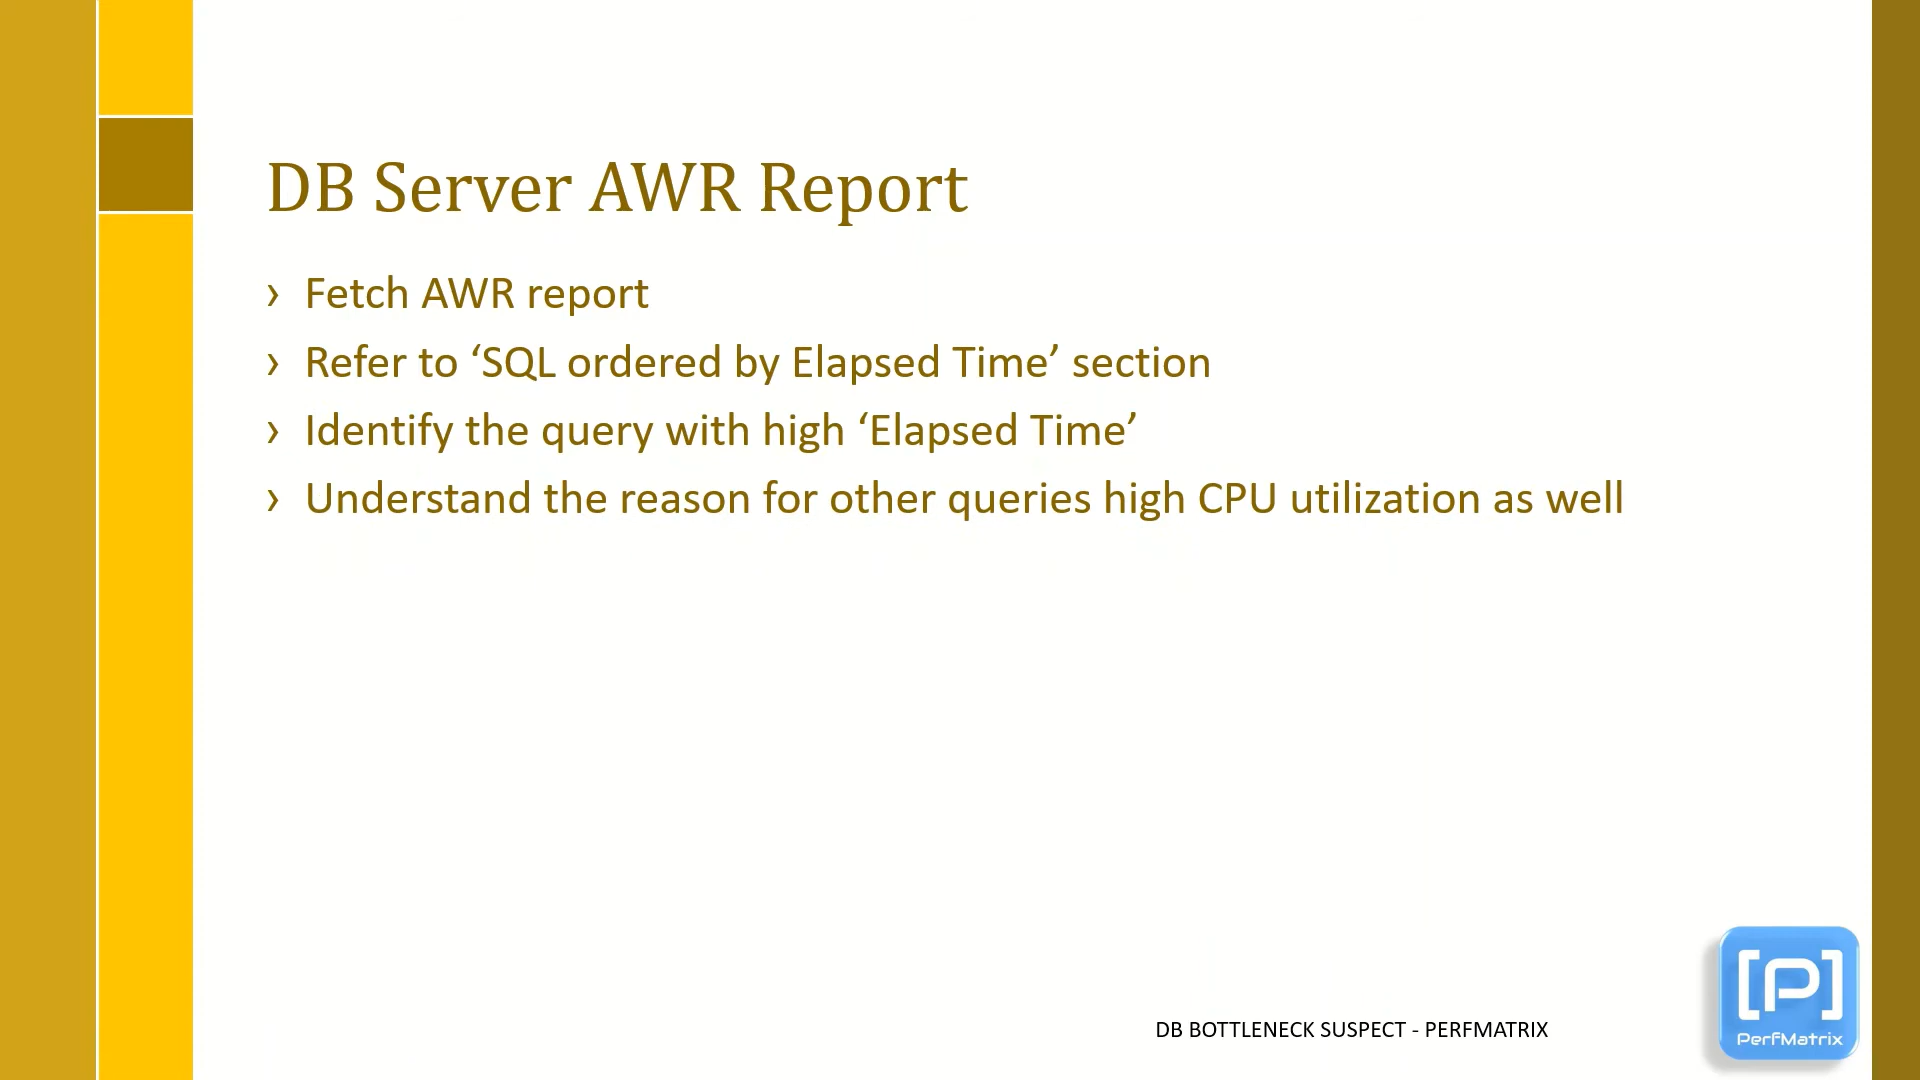 DB Server AWR Report
› Fetch AWR report
› Refer to ‘SQL ordered by Elapsed Time’ section
› Identify the query with high ‘Elapsed Time’
› Understand the reason for other queries high CPU utilization as well
DB BOTTLENECK SUSPECT - PERFMATRIX
[P]
PerfMatrix